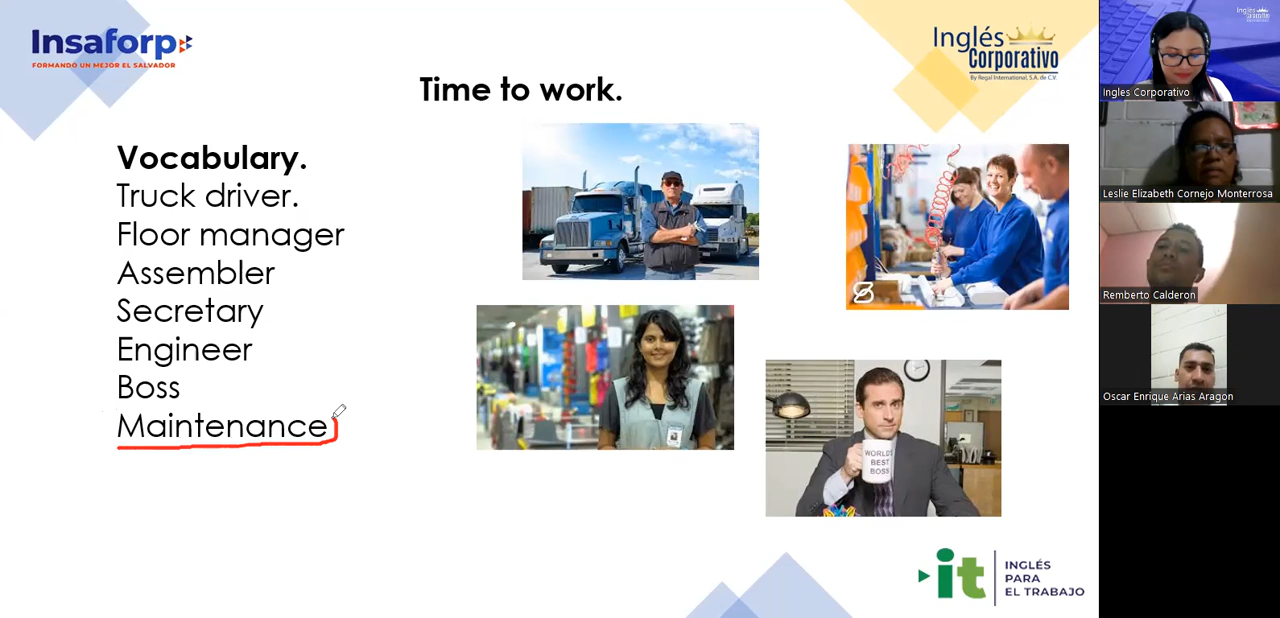 Insaforp
FORMANDO UN MEJOR EL SALVADOR
Inglés
Corporativo
By Regal International, S.A. de C.V.
Time to work.
Vocabulary.
Truck driver.
Floor manager
Assembler
Secretary
Engineer
Boss
Maintenance
WORLD'S
BEST
BOSS
it
INGLÉS
PARA
EL TRABAJO
Ingles Corporativo
Leslie Elizabeth Cornejo Monterrosa
Remberto Calderon
Oscar Enrique Arias Aragon